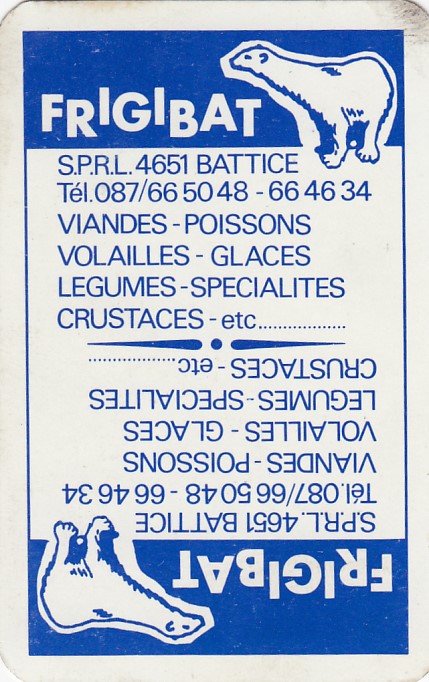 FRIGIBAT
S.P.R.L. 4651 BATTICE
Tél. 087/66 50 48 - 66 46 34
VIANDES - POISSONS
VOLAILLES - GLACES
LEGUMES - SPECIALITES
CRUSTACES - etc..................
FRIGIBAT
S.P.R.L. 4651 BATTICE
Tél. 087/66 50 48 - 66 46 34
VIANDES - POISSONS
VOLAILLES - GLACES
LEGUMES - SPECIALITES
CRUSTACES - etc..................